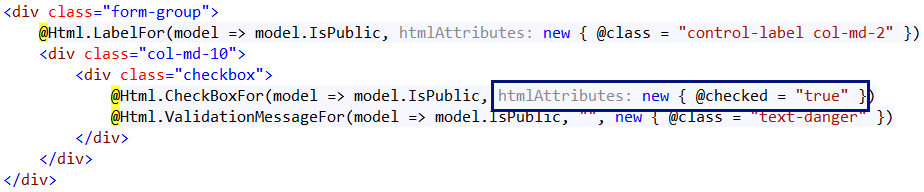 <div class="form-group">
@Html.LabelFor(model => model.IsPublic, htmlAttributes: new { @class = "control-label col-md-2" })
<div class="col-md-10">
<div class="checkbox">
@Html.CheckBoxFor(model => model.IsPublic, htmlAttributes: new { @checked = "true" })
@Html.ValidationMessageFor(model => model.IsPublic, "", new { @class = "text-danger" })
</div>
</div>
</div>